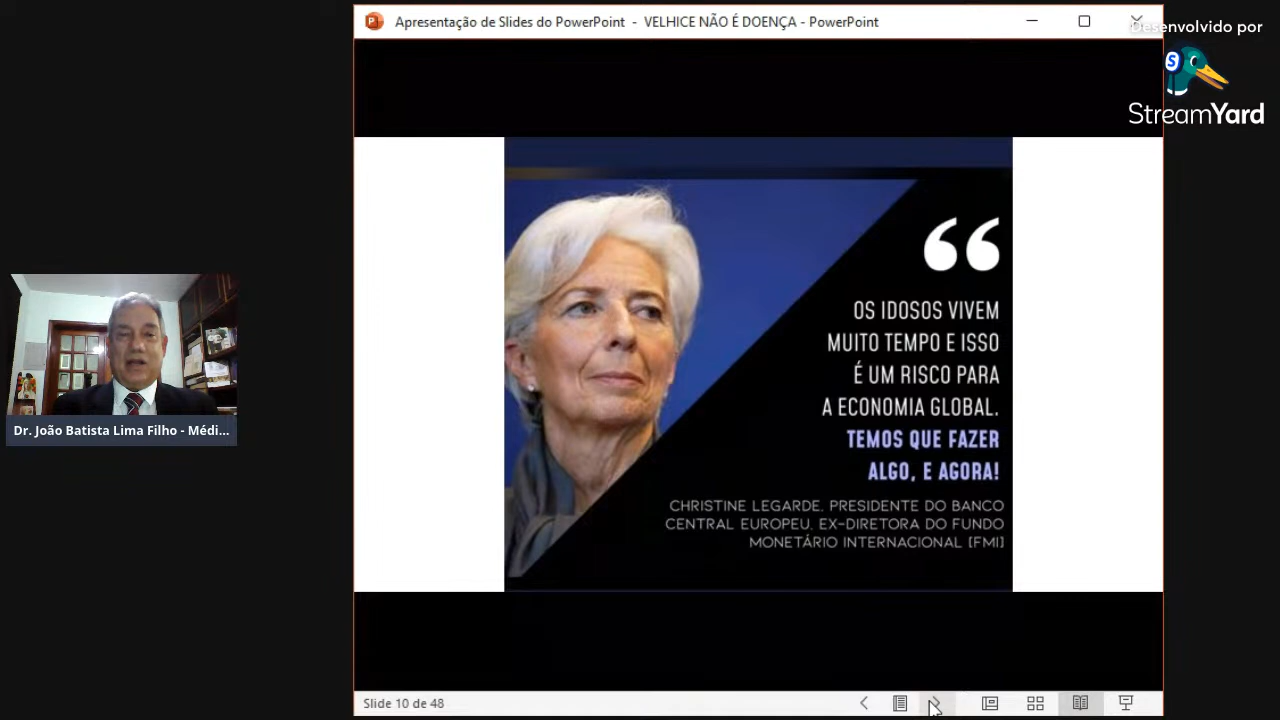 Apresentação de Slides do PowerPoint - VELHICE NÃO É DOENÇA - PowerPoint
Desenvolvido por
S
StreamYard
OS IDOSOS VIVEM
MUITO TEMPO E ISSO
É UM RISCO PARA
A ECONOMIA GLOBAL.
TEMOS QUE FAZER
ALGO, E AGORA!
CHRISTINE LEGARDE, PRESIDENTE DO BANCO
CENTRAL EUROPEU, EX-DIRETORA DO FUNDO
MONETÁRIO INTERNACIONAL [FMI]
Dr. João Batista Lima Filho - Médi...
Slide 10 de 48